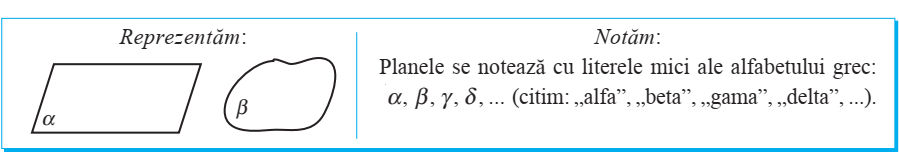 Reprezentăm:
α
β
Notăm:
Planele se notează cu literele mici ale alfabetului grec:
α, β, γ, δ, ... (citim: „alfa”, „beta”, „gama”, „delta”, ...).